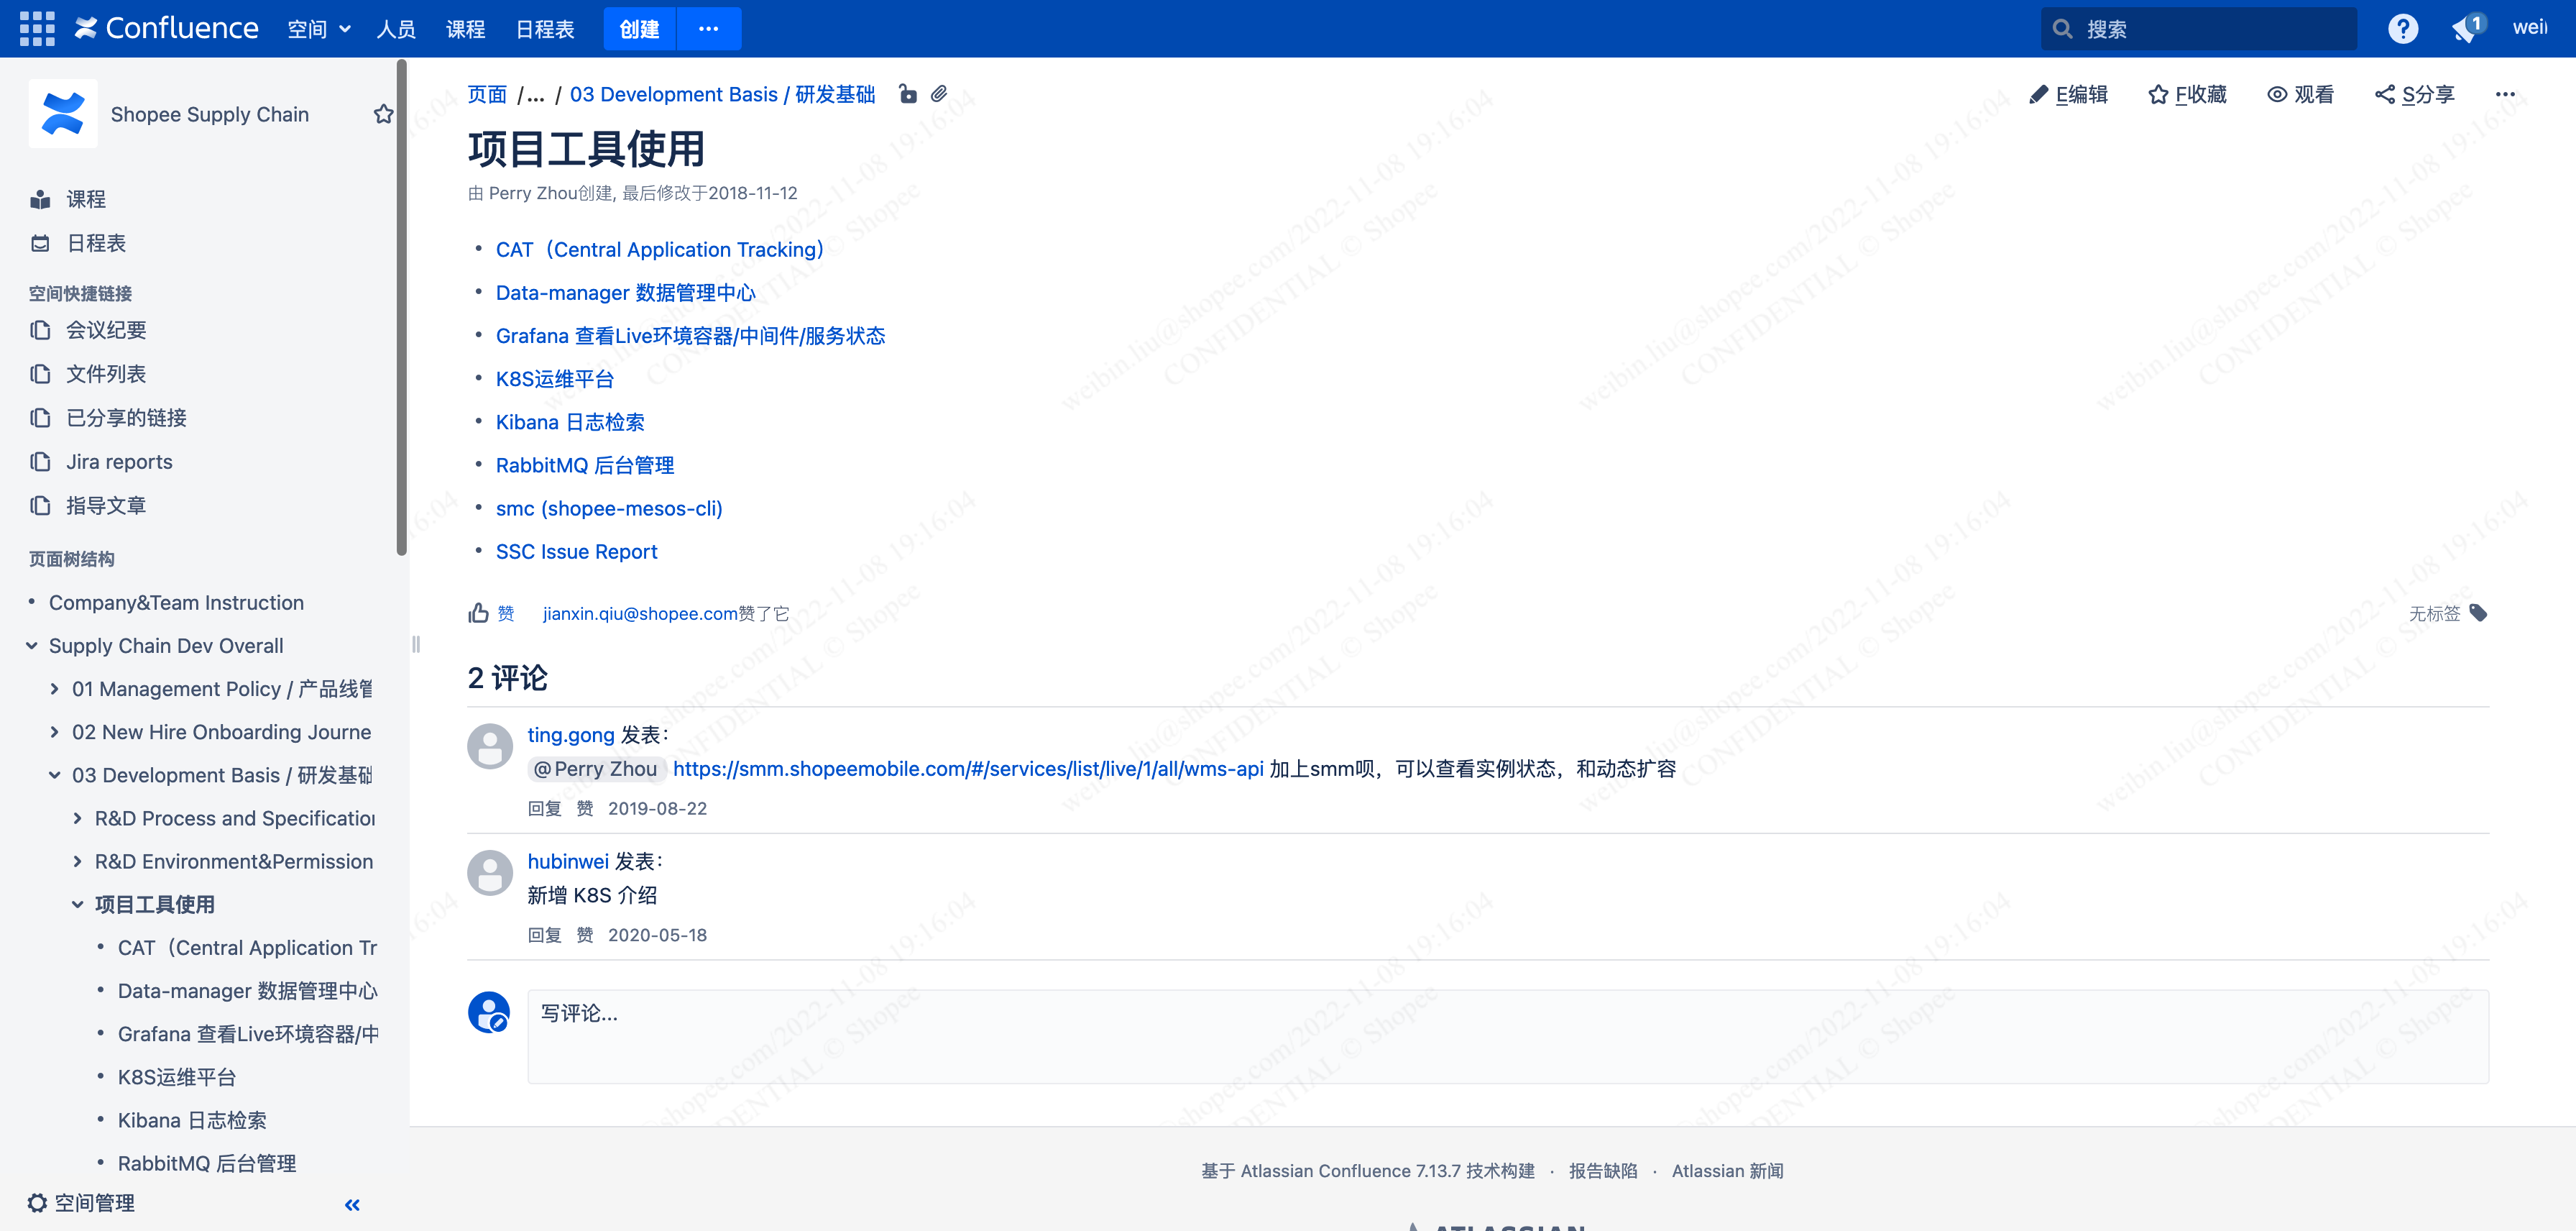 Confluence 空间 人员 课程 日程表 创建 ··· 搜索 1 wei
Shopee Supply Chain
课程
日程表
空间快捷链接
会议纪要
文件列表
已分享的链接
Jira reports
指导文章
页面树结构
• Company&Team Instruction
Supply Chain Dev Overall
01 Management Policy / 产品线管
02 New Hire Onboarding Journe
03 Development Basis / 研发基础
R&D Process and Specification
R&D Environment&Permission
项目工具使用
• CAT（Central Application Tr
• Data-manager 数据管理中心
• Grafana 查看Live环境容器/中
• K8S运维平台
• Kibana 日志检索
• RabbitMQ 后台管理
空间管理 «
页面 /... / 03 Development Basis / 研发基础
E编辑 F收藏 观看 S分享 ···
项目工具使用
由 Perry Zhou创建, 最后修改于2018-11-12
• CAT（Central Application Tracking）
• Data-manager 数据管理中心
• Grafana 查看Live环境容器/中间件/服务状态
• K8S运维平台
• Kibana 日志检索
• RabbitMQ 后台管理
• smc (shopee-mesos-cli)
• SSC Issue Report
赞 jianxin.qiu@shopee.com赞了它
无标签
2 评论
ting.gong 发表：
@Perry Zhou https://smm.shopeemobile.com/#/services/list/live/1/all/wms-api 加上smm呗，可以查看实例状态，和动态扩容
回复 赞 2019-08-22
hubinwei 发表：
新增 K8S 介绍
回复 赞 2020-05-18
写评论...
基于 Atlassian Confluence 7.13.7 技术构建 · 报告缺陷 · Atlassian 新闻
ATLASSIAN
weibin.liu@shopee.com/2022-11-08 19:16:04
CONFIDENTIAL © Shopee